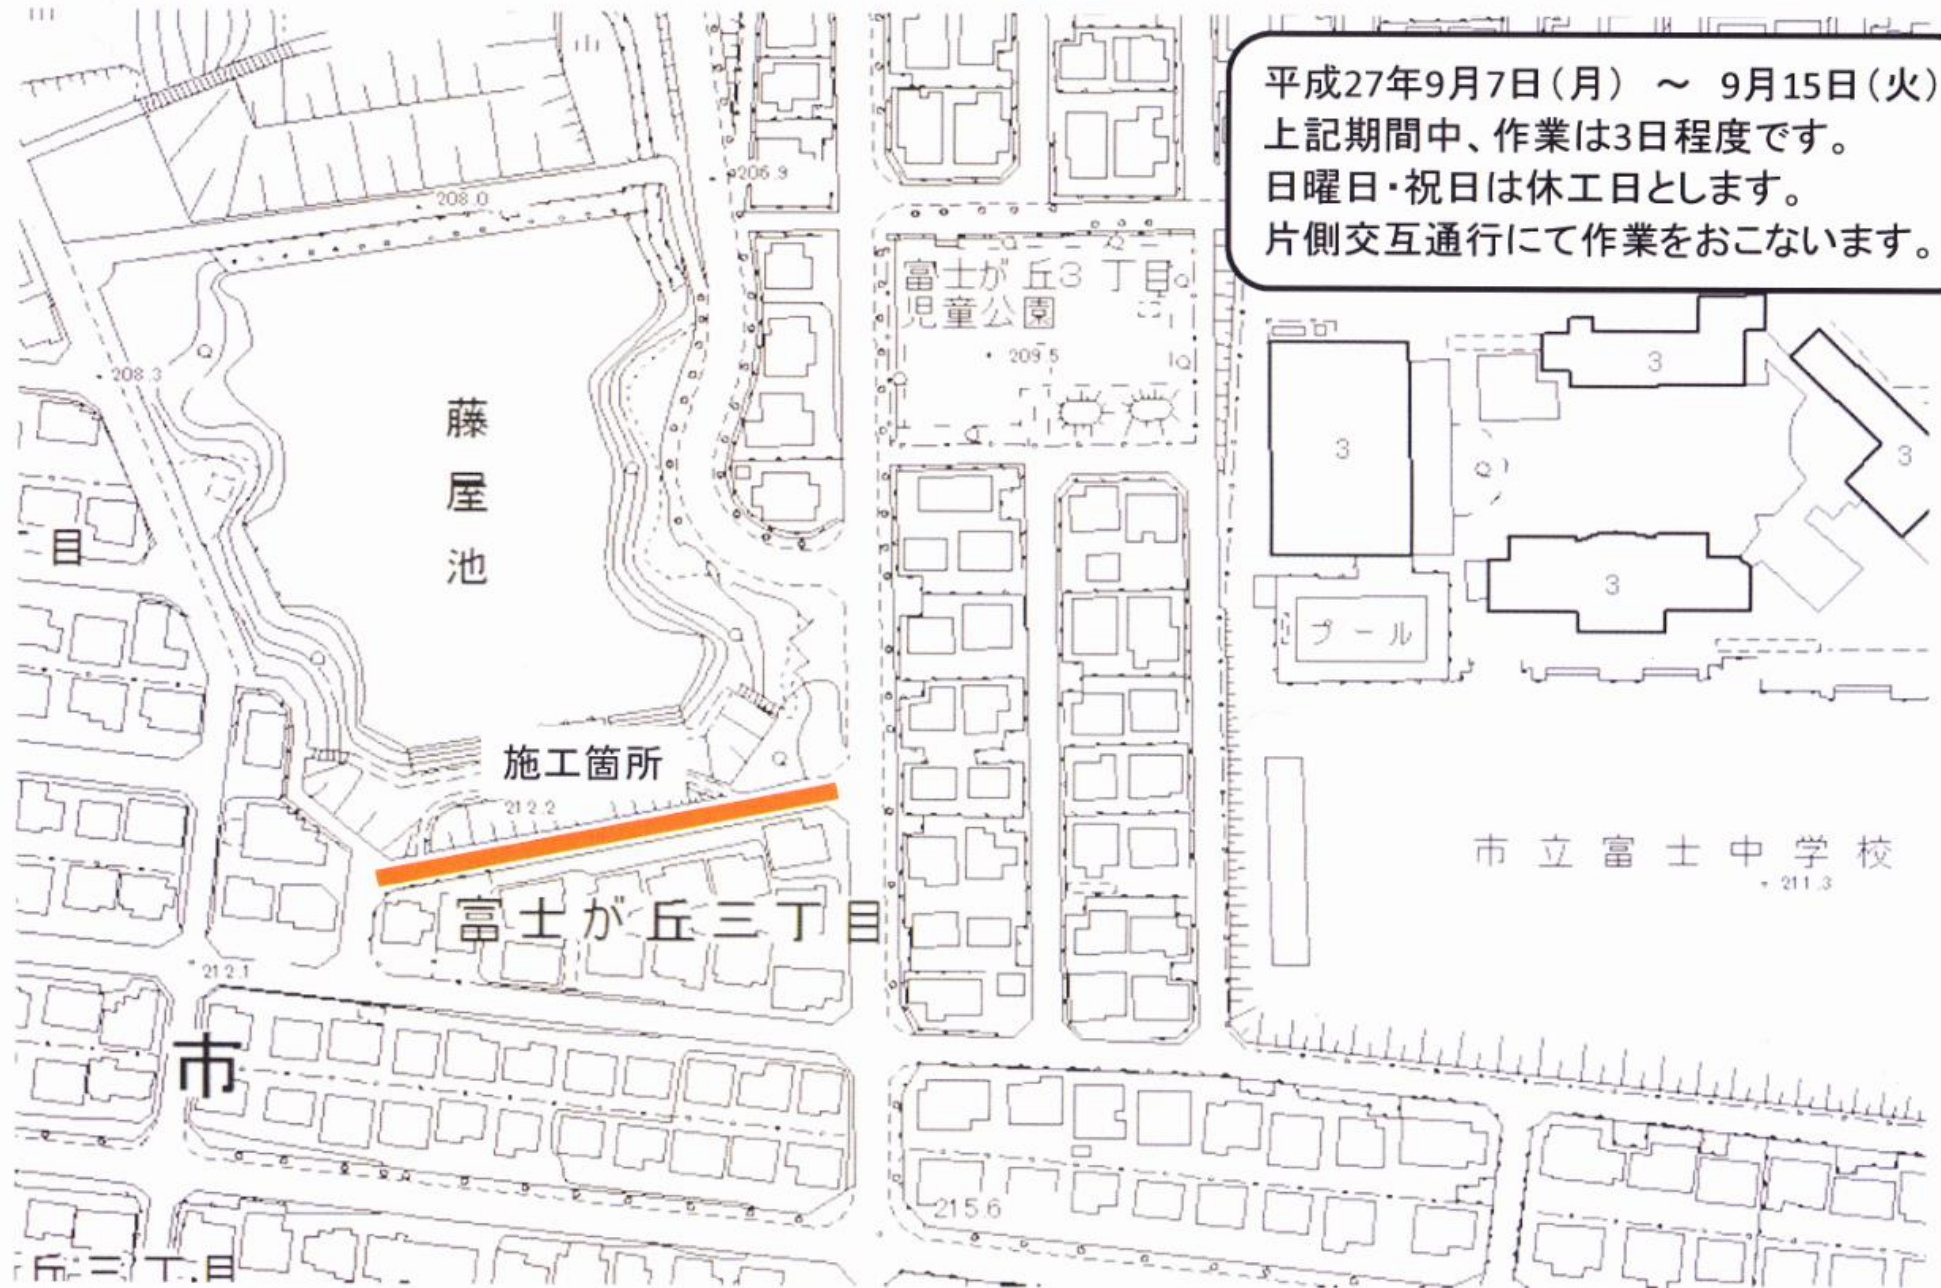 平成27年9月7日(月) ~ 9月15日(火)
上記期間中、作業は3日程度です。
日曜日・祝日は休工日とします。
片側交互通行にて作業をおこないます。
206.9
208.0
富士が丘3丁目
児童公園
209.5
208.3
藤屋池
目
3
3
3
3
プール
施工箇所
212.2
市立富士中学校
211.3
富士が丘三丁目
212.1
市
215.6
丘三丁目